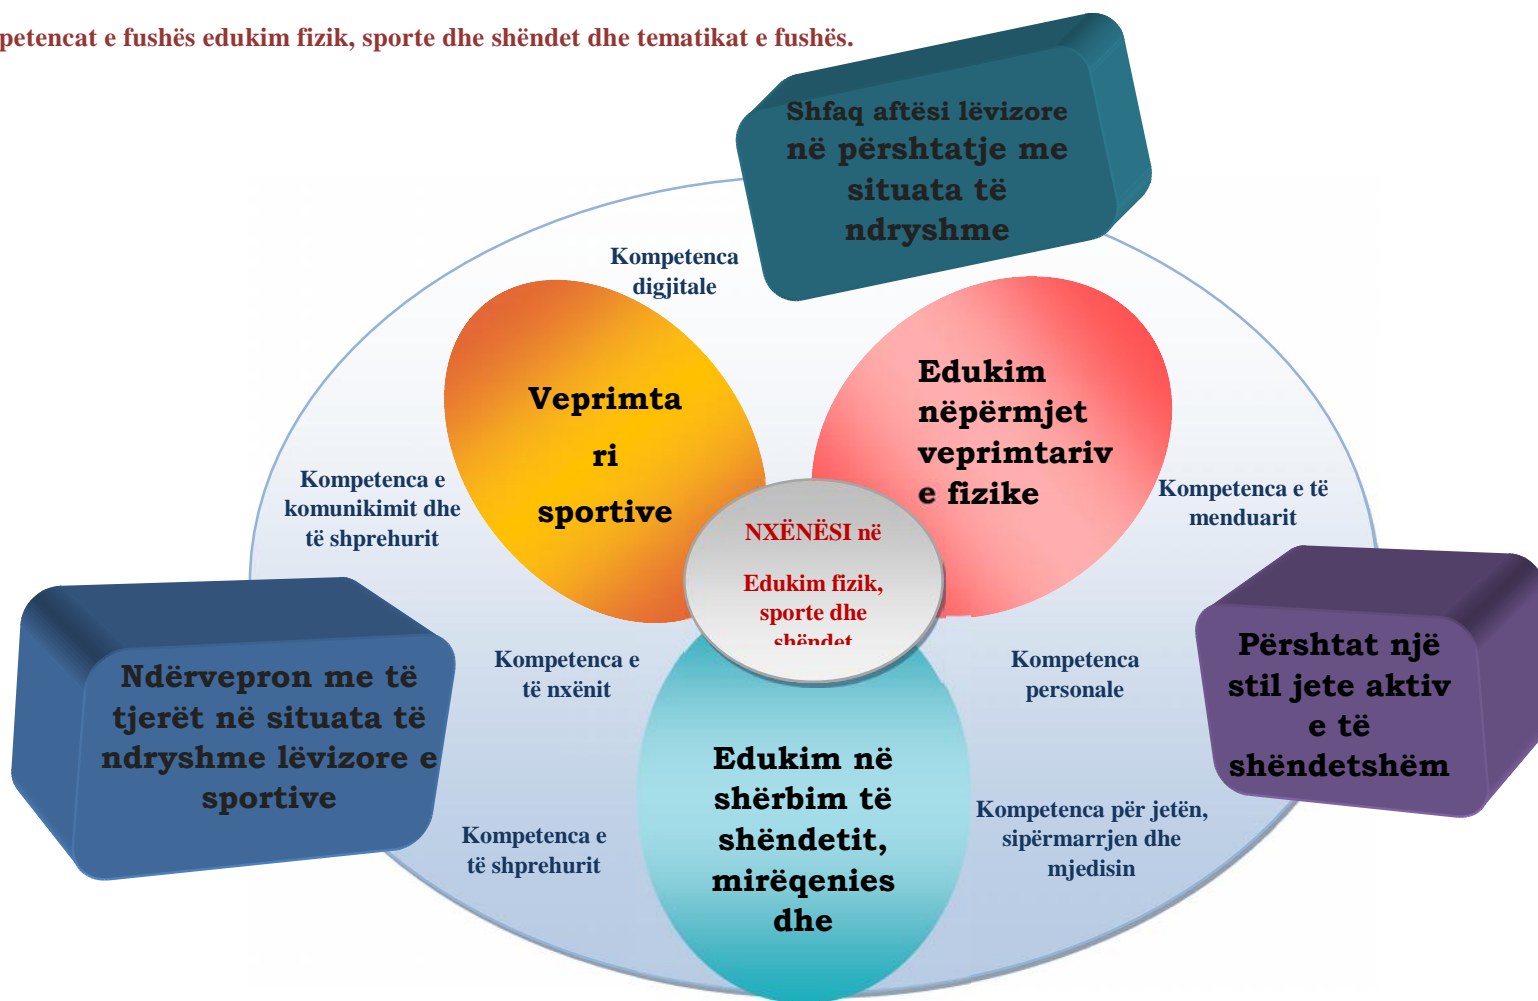 petencat e fushës edukim fizik, sporte dhe shëndet dhe tematikat e fushës.
Shfaq aftësi lëvizore
në përshtatje me
situata të
ndryshme
Kompetenca
digjitale
Veprimta
ri
sportive
Edukim
nëpërmjet
veprimtariv
e fizike
Kompetenca e
komunikimit dhe
të shprehurit
Kompetenca e të
menduarit
NXËNËSI në
Edukim fizik,
sporte dhe
shëndet
Ndërvepron me të
tjerët në situata të
ndryshme lëvizore e
sportive
Kompetenca e
të nxënit
Kompetenca
personale
Përshtat një
stil jete aktiv
e të
shëndetshëm
Edukim në
shërbim të
shëndetit,
mirëqenies
dhe
Kompetenca e
të shprehurit
Kompetenca për jetën,
sipërmarrjen dhe
mjedisin